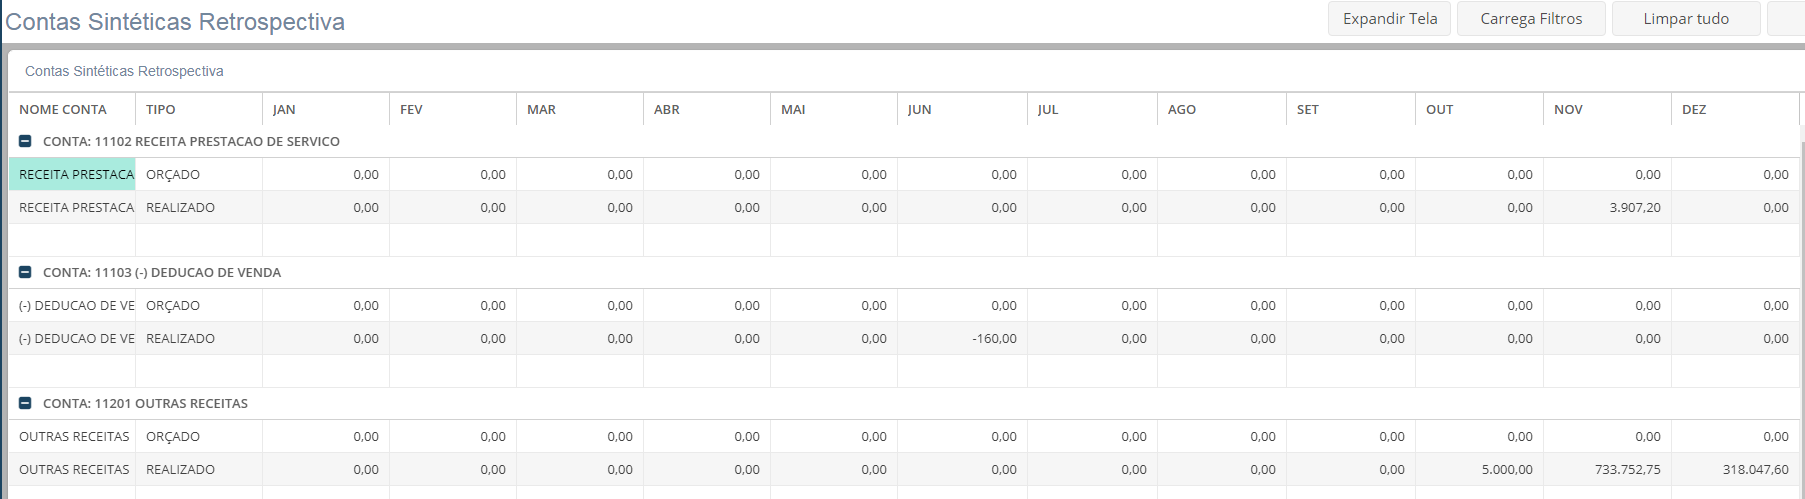 Contas Sintéticas Retrospectiva
Expandir Tela Carrega Filtros Limpar tudo
Contas Sintéticas Retrospectiva
NOME CONTA TIPO JAN FEV MAR ABR MAI JUN JUL AGO SET OUT NOV DEZ
CONTA: 11102 RECEITA PRESTACAO DE SERVICO
RECEITA PRESTACA ORÇADO 0,00 0,00 0,00 0,00 0,00 0,00 0,00 0,00 0,00 0,00 0,00 0,00
RECEITA PRESTACA REALIZADO 0,00 0,00 0,00 0,00 0,00 0,00 0,00 0,00 0,00 0,00 3.907,20 0,00
CONTA: 11103 (-) DEDUCAO DE VENDA
(-) DEDUCAO DE VE ORÇADO 0,00 0,00 0,00 0,00 0,00 0,00 0,00 0,00 0,00 0,00 0,00 0,00
(-) DEDUCAO DE VE REALIZADO 0,00 0,00 0,00 0,00 0,00 -160,00 0,00 0,00 0,00 0,00 0,00 0,00
CONTA: 11201 OUTRAS RECEITAS
OUTRAS RECEITAS ORÇADO 0,00 0,00 0,00 0,00 0,00 0,00 0,00 0,00 0,00 0,00 0,00 0,00
OUTRAS RECEITAS REALIZADO 0,00 0,00 0,00 0,00 0,00 0,00 0,00 0,00 0,00 5.000,00 733.752,75 318.047,60